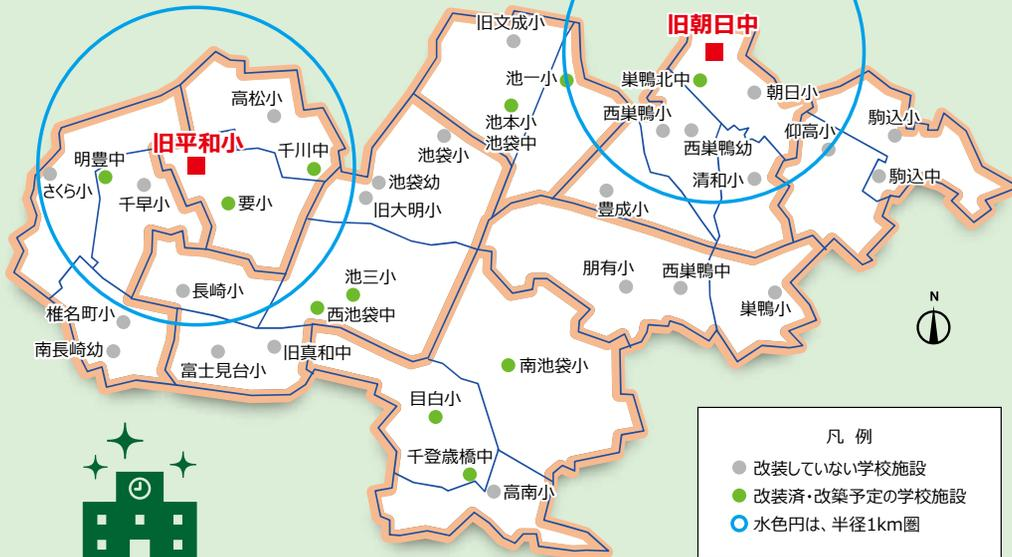 旧文成小
旧朝日中
池一小
巣鴨北中
朝日小
高松小
西巣鴨小
駒込小
池本小
池袋中
仰高小
旧平和小
西巣鴨幼
明豊中
千川中
池袋小
さくら小
池袋幼
清和小
駒込中
千早小
要小
旧大明小
豊成小
朋有小
西巣鴨中
池三小
長崎小
巣鴨小
N
椎名町小
西池袋中
南長崎幼
旧真和中
富士見台小
南池袋小
目白小
千登歳橋中
高南小
凡 例
改装していない学校施設
改装済・改築予定の学校施設
水色円は、半径1km圏